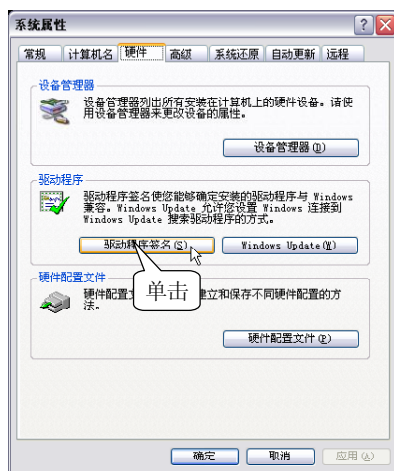 系统属性
常规 计算机名 硬件 高级 系统还原 自动更新 远程
设备管理器
设备管理器列出所有安装在计算机上的硬件设备。请使
用设备管理器来更改设备的属性。
设备管理器(D)
驱动程序
驱动程序签名使您能够确定安装的驱动程序与 Windows
兼容。Windows Update 允许您设置 Windows 连接到
Windows Update 搜索驱动程序的方式。
驱动程序签名(S) Windows Update(W)
硬件配置文件
硬件配置 建立和保存不同硬件配置的方
法。
单击
硬件配置文件(P)
确定 取消 应用(A)